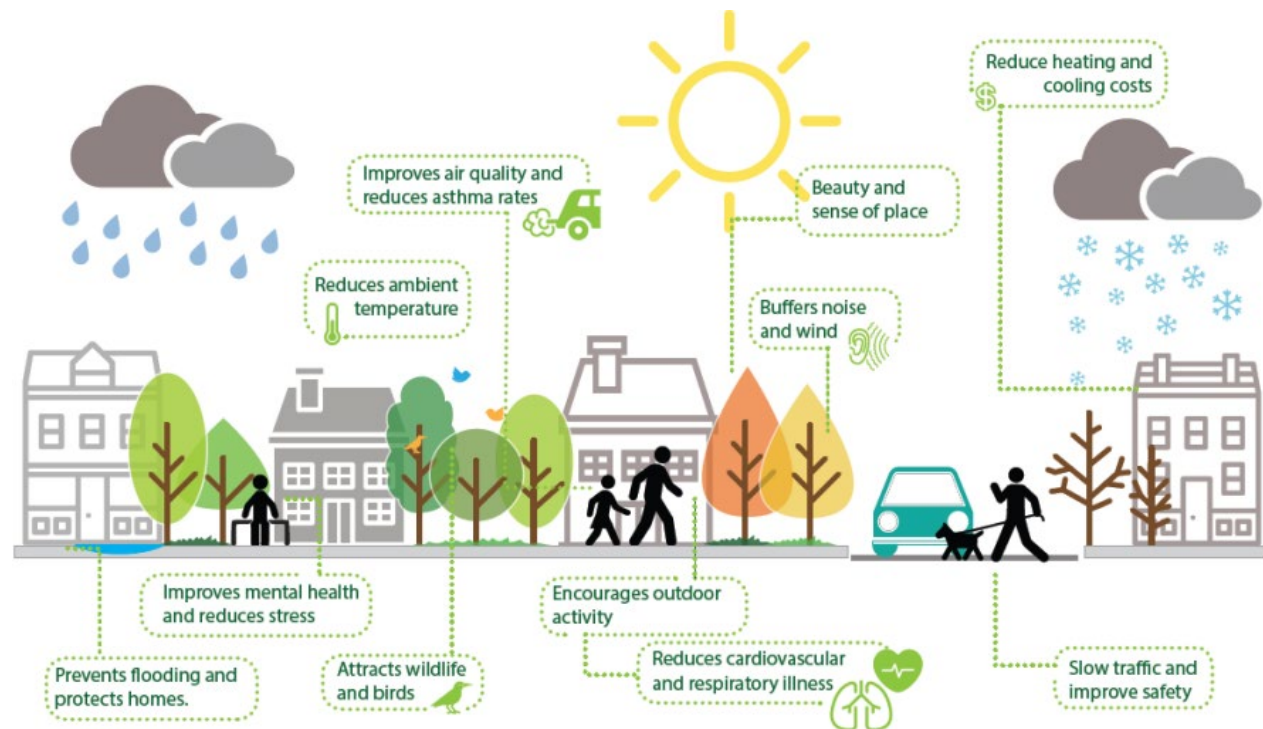 Reduce heating and
cooling costs
$
Improves air quality and
reduces asthma rates
Beauty and
sense of place
Reduces ambient
temperature
Buffers noise
and wind
Improves mental health
and reduces stress
Encourages outdoor
activity
Prevents flooding and
protects homes.
Attracts wildlife
and birds
Reduces cardiovascular
and respiratory illness
Slow traffic and
improve safety